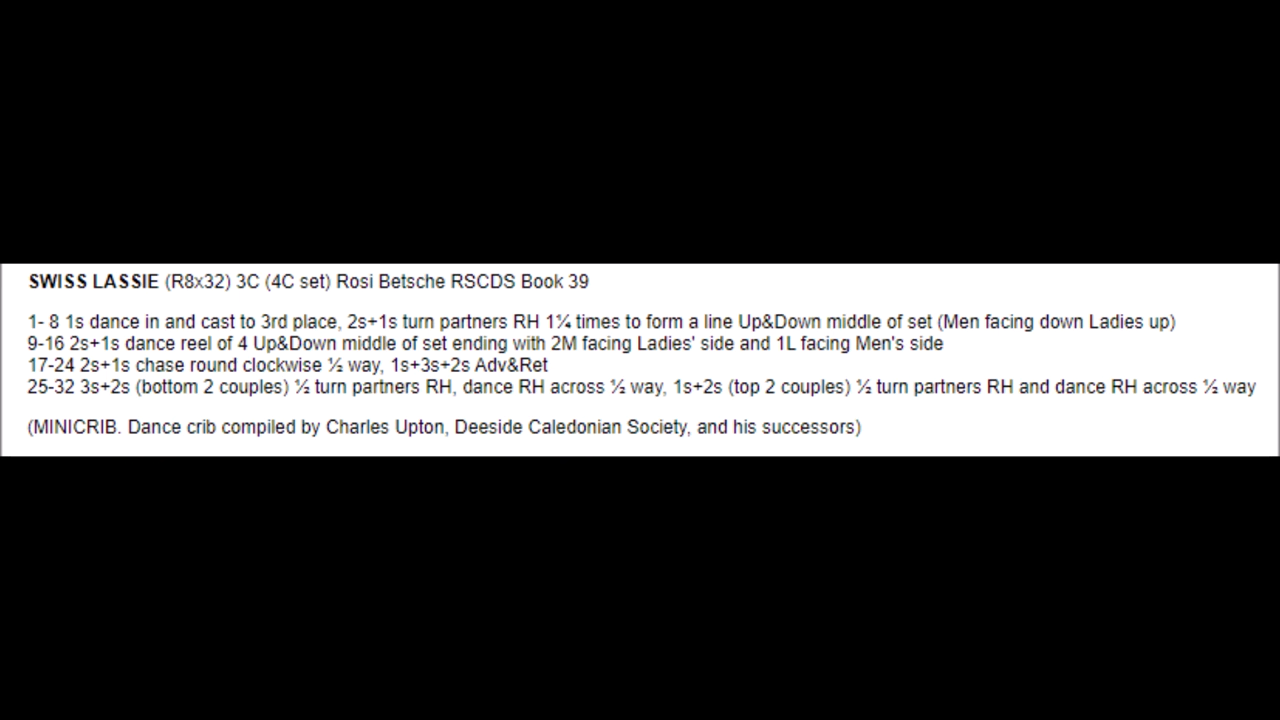 SWISS LASSIE (R8x32) 3C (4C set) Rosi Betsche RSCDS Book 39
1- 8 1s dance in and cast to 3rd place, 2s+1s turn partners RH 1¼ times to form a line Up&Down middle of set (Men facing down Ladies up)
9-16 2s+1s dance reel of 4 Up&Down middle of set ending with 2M facing Ladies' side and 1L facing Men's side
17-24 2s+1s chase round clockwise ½ way, 1s+3s+2s Adv&Ret
25-32 3s+2s (bottom 2 couples) ½ turn partners RH, dance RH across ½ way, 1s+2s (top 2 couples) ½ turn partners RH and dance RH across ½ way
(MINICRIB. Dance crib compiled by Charles Upton, Deeside Caledonian Society, and his successors)